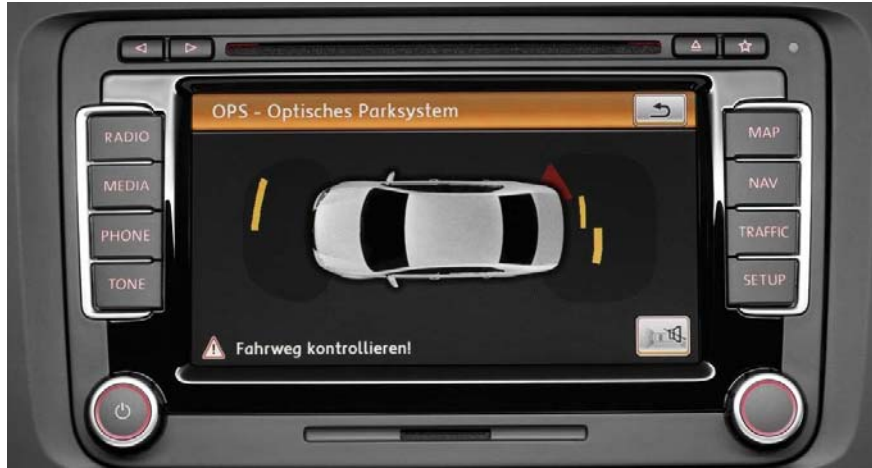 OPS - Optisches Parksystem
RADIO
MEDIA
PHONE
TONE
MAP
NAV
TRAFFIC
SETUP
Fahrweg kontrollieren!